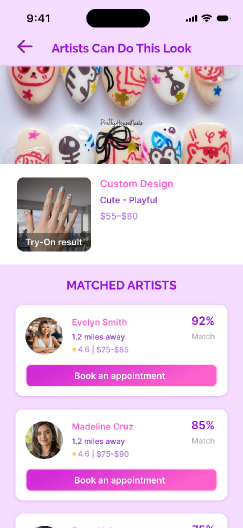 9:41
Artists Can Do This Look
Custom Design
Cute - Playful
$55–$80
Try-On result
MATCHED ARTISTS
Evelyn Smith
92%
1.2 miles away
Match
4.6 | $75-$85
Book an appointment
Madeline Cruz
85%
1.2 miles away
Match
4.6 | $75-$90
Book an appointment